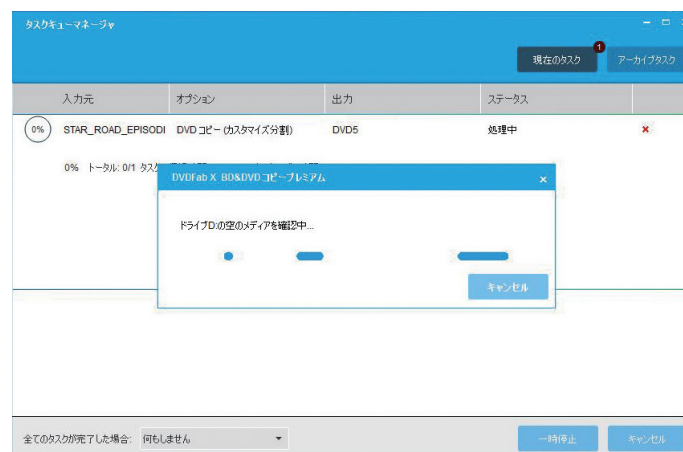 タスクキューマネージャ
現在のタスク 1 アーカイブタスク
入力元 オプション 出力 ステータス
0% STAR_ROAD_EPISODI DVD コピー (カスタマイズ分割) DVD5 処理中
0% トータル: 0/1 タスク
DVDFab X BD&DVD コピープレミアム
ドライブD:の空のメディアを確認中...
キャンセル
全てのタスクが完了した場合: 何もしません 一時停止 キャンセル